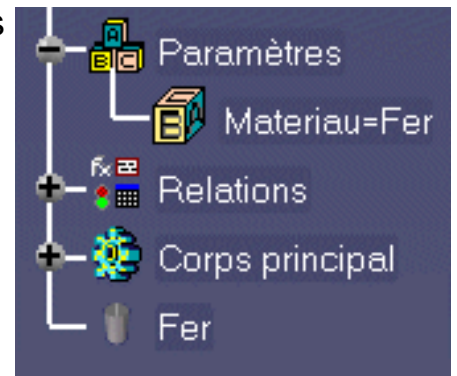 s
Paramètres
Materiau=Fer
Relations
Corps principal
Fer